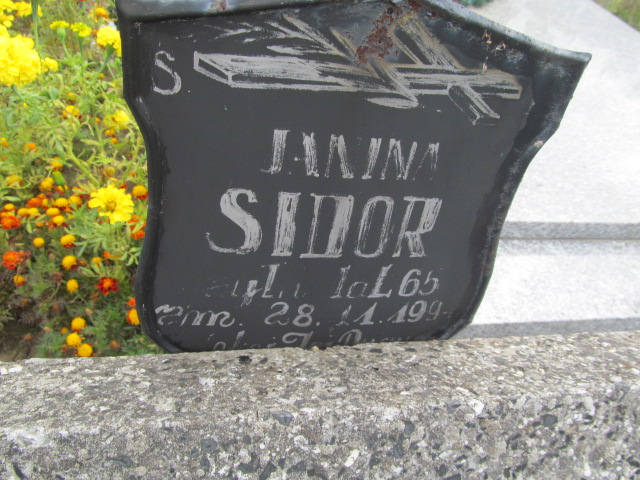 S
JANINA
SIDOR
żyła lat 65
zm. 28.11.199